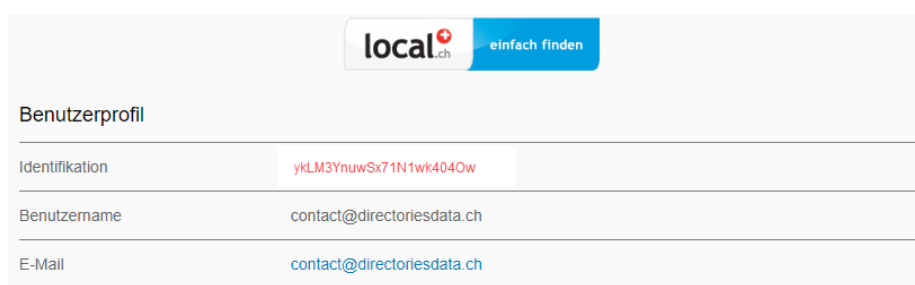 local.ch einfach finden
Benutzerprofil
Identifikation ykLM3YnuwSx71N1wk404Ow
Benutzername contact@directoriesdata.ch
E-Mail contact@directoriesdata.ch